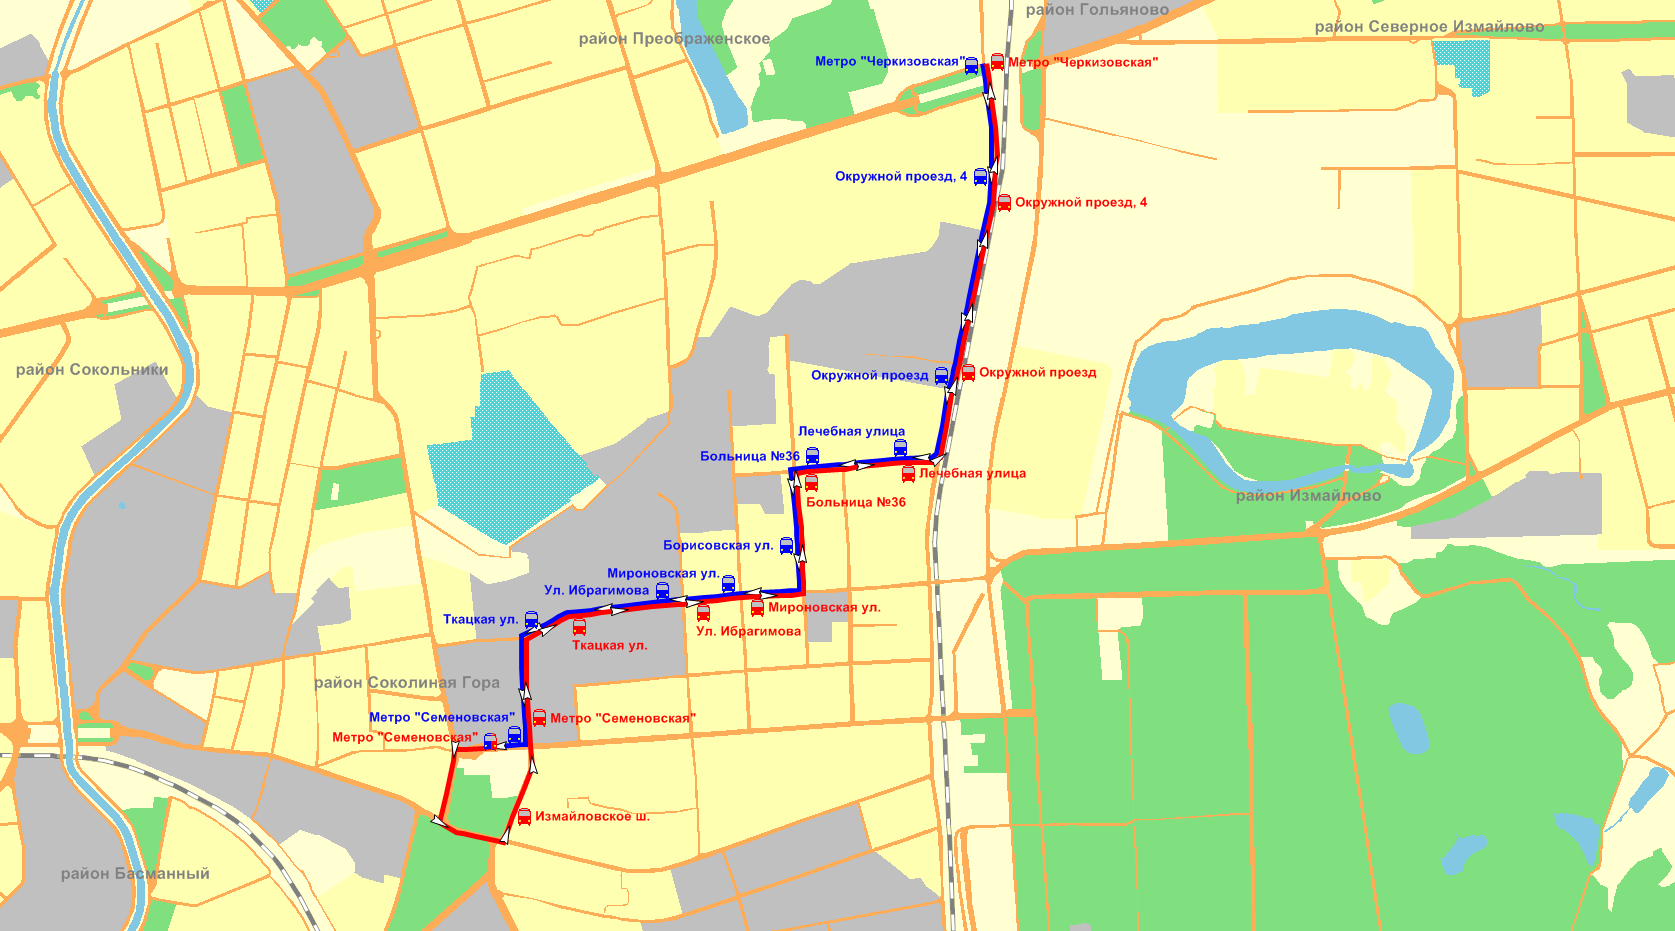 район Гольяново
район Северное Измайлово
район Преображенское
Метро "Черкизовская"
Метро "Черкизовская"
Окружной проезд, 4
Окружной проезд, 4
район Сокольники
Окружной проезд
Окружной проезд
Лечебная улица
Больница №36
Лечебная улица
Больница №36
район Измайлово
Борисовская ул.
Мироновская ул.
Ул. Ибрагимова
Мироновская ул.
Ткацкая ул.
Ул. Ибрагимова
Ткацкая ул.
район Соколиная Гора
Метро "Семеновская"
Метро "Семеновская"
Метро "Семеновская"
Измайловское ш.
район Басманный